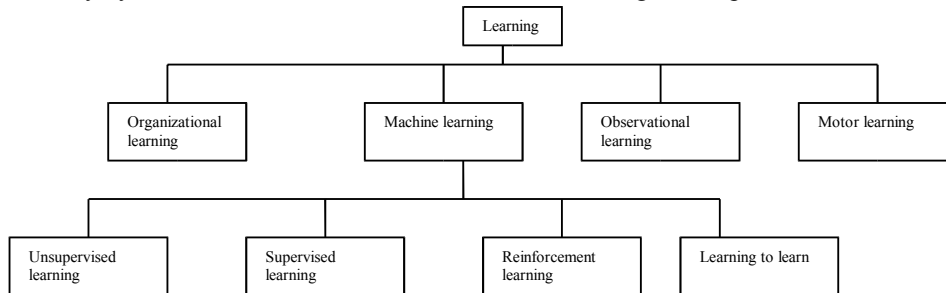 Learning
Organizational
learning
Machine learning
Observational
learning
Motor learning
Unsupervised
learning
Supervised
learning
Reinforcement
learning
Learning to learn